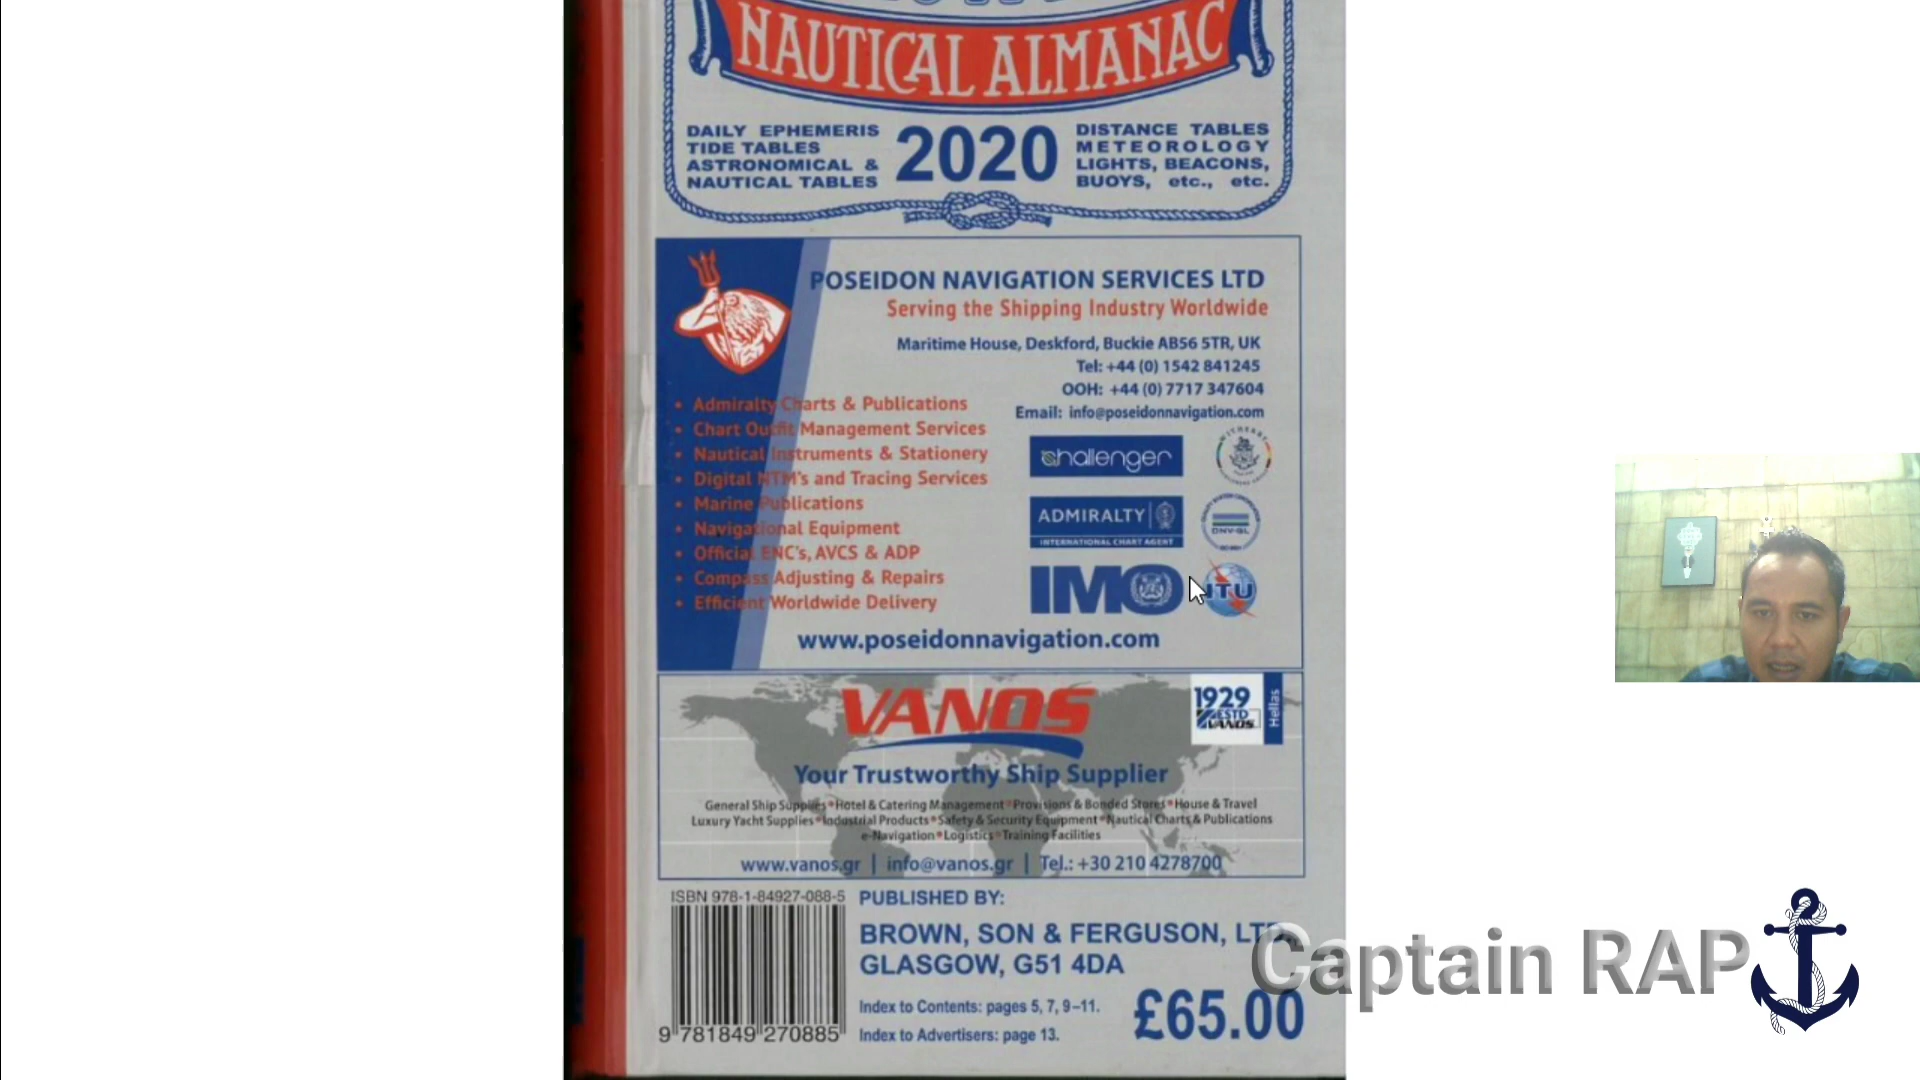 NAUTICAL ALMANAC
DAILY EPHEMERIS
TIDE TABLES
ASTRONOMICAL &
NAUTICAL TABLES
2020
DISTANCE TABLES
METEOROLOGY
LIGHTS, BEACONS,
BUOYS, etc., etc.
POSEIDON NAVIGATION SERVICES LTD
Serving the Shipping Industry Worldwide
Maritime House, Deskford, Buckie AB56 5TR, UK
Tel: +44 (0) 1542 841245
OOH: +44 (0) 7717 347604
Email: info@poseidonnavigation.com
• Admiralty Charts & Publications
• Chart Outfit Management Services
• Nautical Instruments & Stationery
• Digital NTM's and Tracing Services
• Marine Publications
• Navigational Equipment
• Official ENC's, AVCS & ADP
• Compass Adjusting & Repairs
• Efficient Worldwide Delivery
challenger
ADMIRALTY
INTERNATIONAL CHART AGENT
DNV·GL
IMO
ITU
www.poseidonnavigation.com
VANOS
1929
ESTD
VANOS
Hellas
Your Trustworthy Ship Supplier
General Ship Supplies•Hotel & Catering Management•Provisions & Bonded Stores•House & Travel
Luxury Yacht Supplies•Industrial Products•Safety & Security Equipment•Nautical Charts & Publications
e-Navigation•Logistics•Training Facilities
www.vanos.gr | info@vanos.gr | Tel.: +30 210 4278700
ISBN 978-1-84927-088-5
9 781849 270885
PUBLISHED BY:
BROWN, SON & FERGUSON, LTD.
GLASGOW, G51 4DA
Index to Contents: pages 5, 7, 9–11.
Index to Advertisers: page 13.
£65.00
Captain RAP